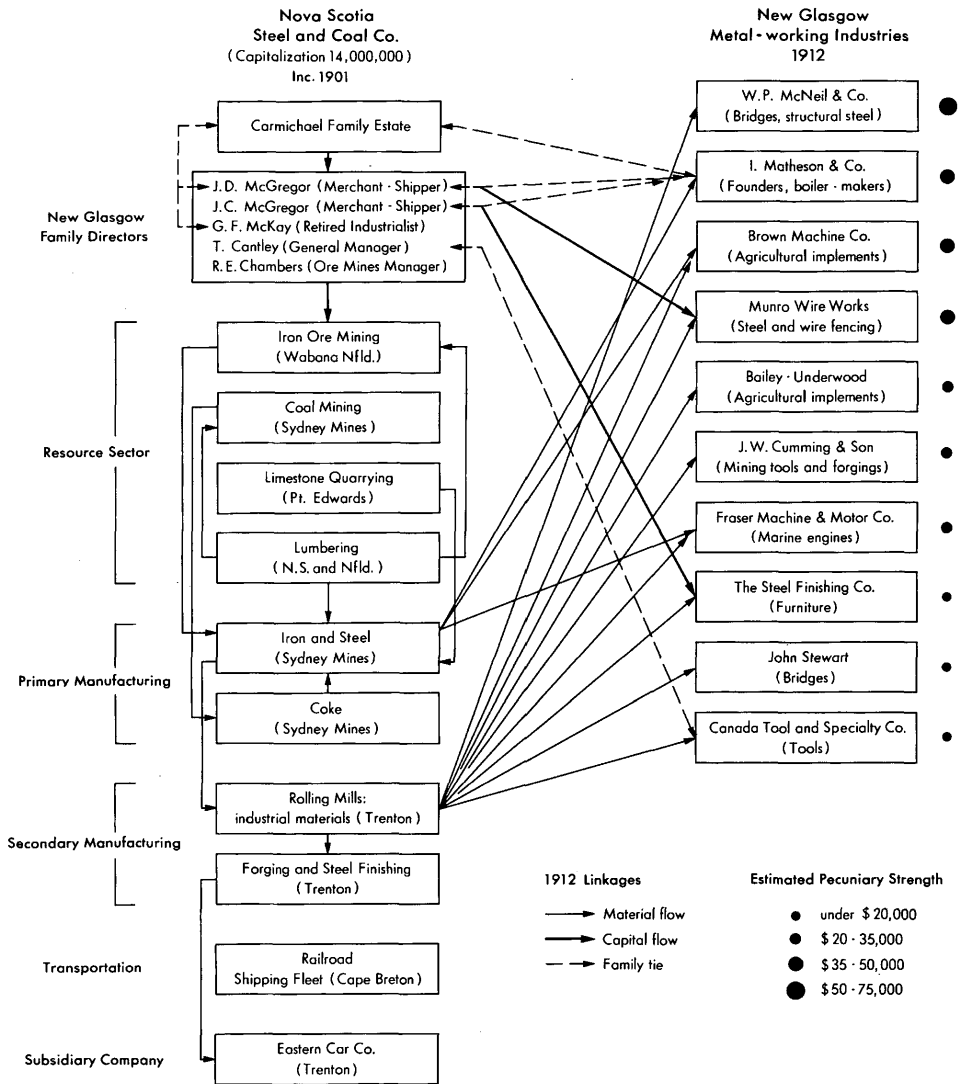 Nova Scotia
Steel and Coal Co.
(Capitalization 14,000,000)
Inc. 1901
Carmichael Family Estate
New Glasgow
Family Directors
J.D. McGregor (Merchant - Shipper)
J.C. McGregor (Merchant - Shipper)
G.F. McKay (Retired Industrialist)
T. Cantley (General Manager)
R.E. Chambers (Ore Mines Manager)
Resource Sector
Iron Ore Mining
(Wabana Nfld.)
Coal Mining
(Sydney Mines)
Limestone Quarrying
(Pt. Edwards)
Lumbering
(N.S. and Nfld.)
Primary Manufacturing
Iron and Steel
(Sydney Mines)
Coke
(Sydney Mines)
Secondary Manufacturing
Rolling Mills:
industrial materials (Trenton)
Forging and Steel Finishing
(Trenton)
Transportation
Railroad
Shipping Fleet (Cape Breton)
Subsidiary Company
Eastern Car Co.
(Trenton)
New Glasgow
Metal - working Industries
1912
W.P. McNeil & Co.
(Bridges, structural steel)
I. Matheson & Co.
(Founders, boiler - makers)
Brown Machine Co.
(Agricultural implements)
Munro Wire Works
(Steel and wire fencing)
Bailey - Underwood
(Agricultural implements)
J.W. Cumming & Son
(Mining tools and forgings)
Fraser Machine & Motor Co.
(Marine engines)
The Steel Finishing Co.
(Furniture)
John Stewart
(Bridges)
Canada Tool and Specialty Co.
(Tools)
1912 Linkages
Material flow
Capital flow
Family tie
Estimated Pecuniary Strength
under $20,000
$20 - 35,000
$35 - 50,000
$50 - 75,000